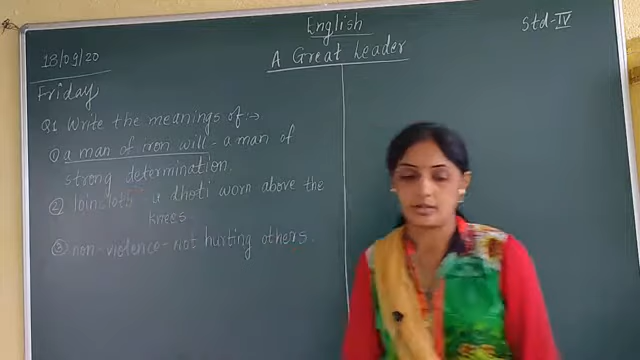 English
Std-IV
18/09/20
A Great Leader
Friday
Q1 Write the meanings of :→
① a man of iron will - a man of
strong determination.
② loincloth - a dhoti worn above the
knees.
③ non-violence - not hurting others.